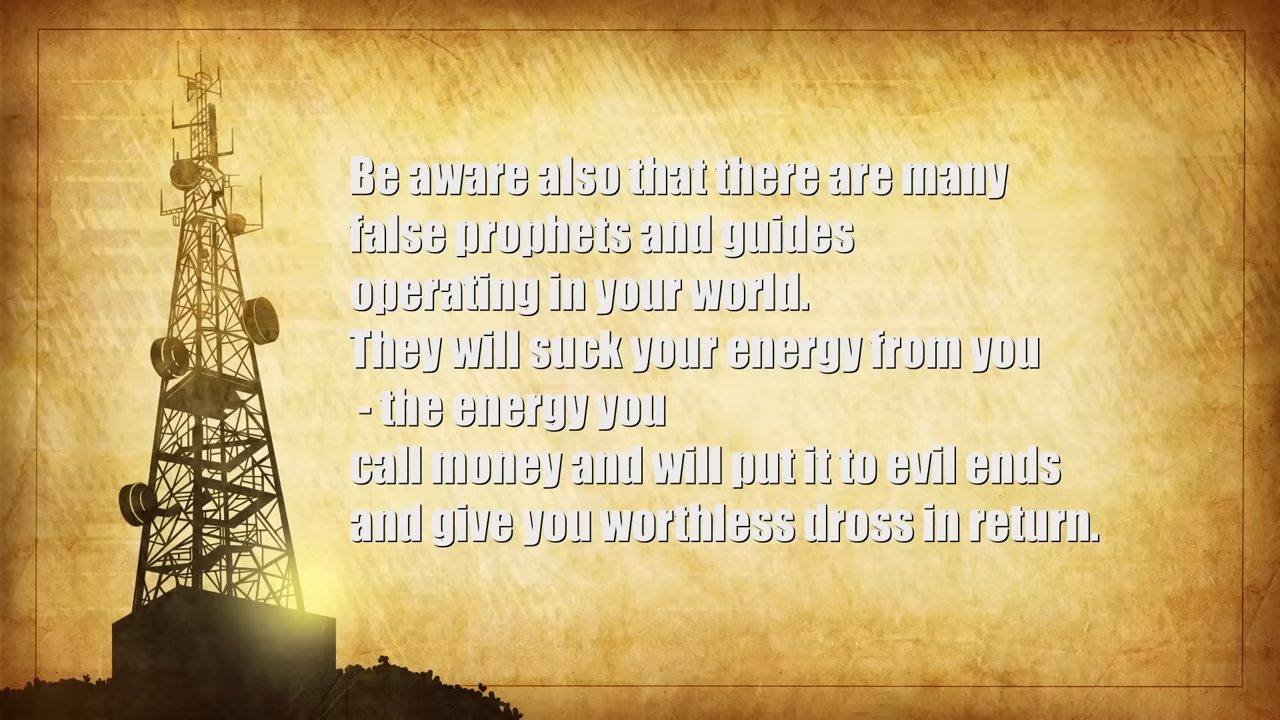 Be aware also that there are many
false prophets and guides
operating in your world.
They will suck your energy from you
- the energy you
call money and will put it to evil ends
and give you worthless dross in return.